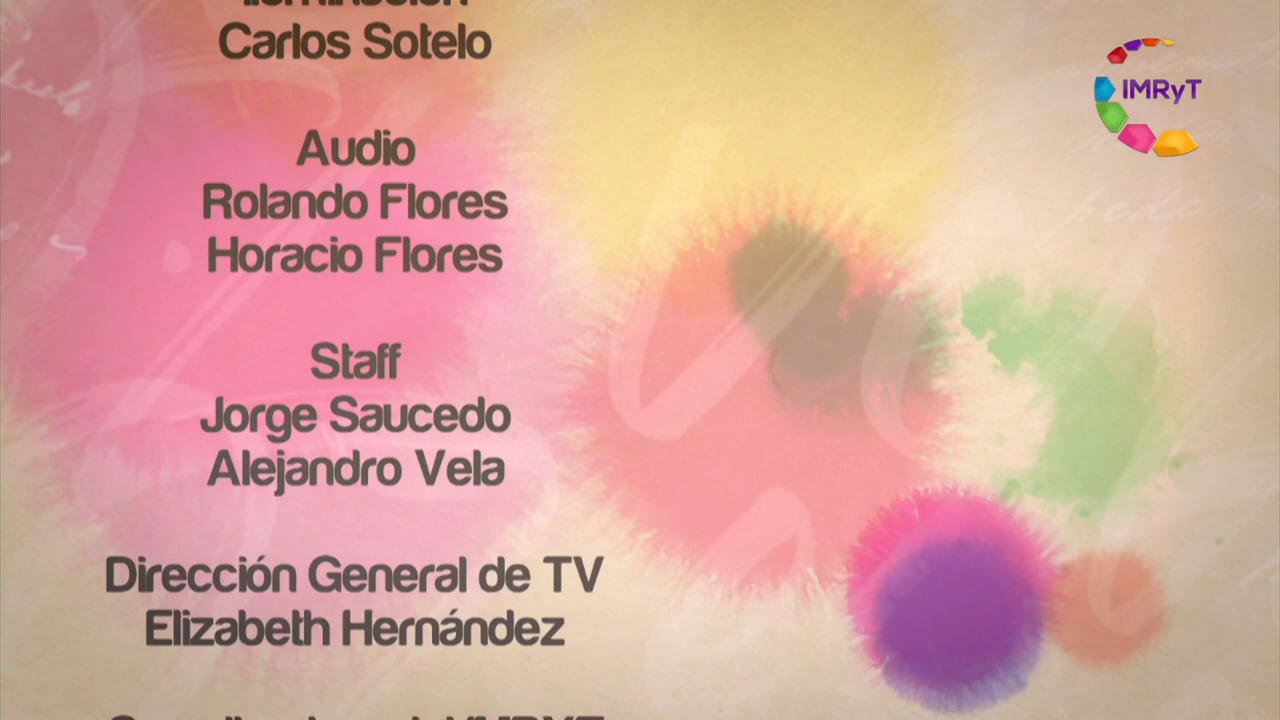 Carlos Sotelo
Audio
Rolando Flores
Horacio Flores
Staff
Jorge Saucedo
Alejandro Vela
Dirección General de TV
Elizabeth Hernández
IMRyT